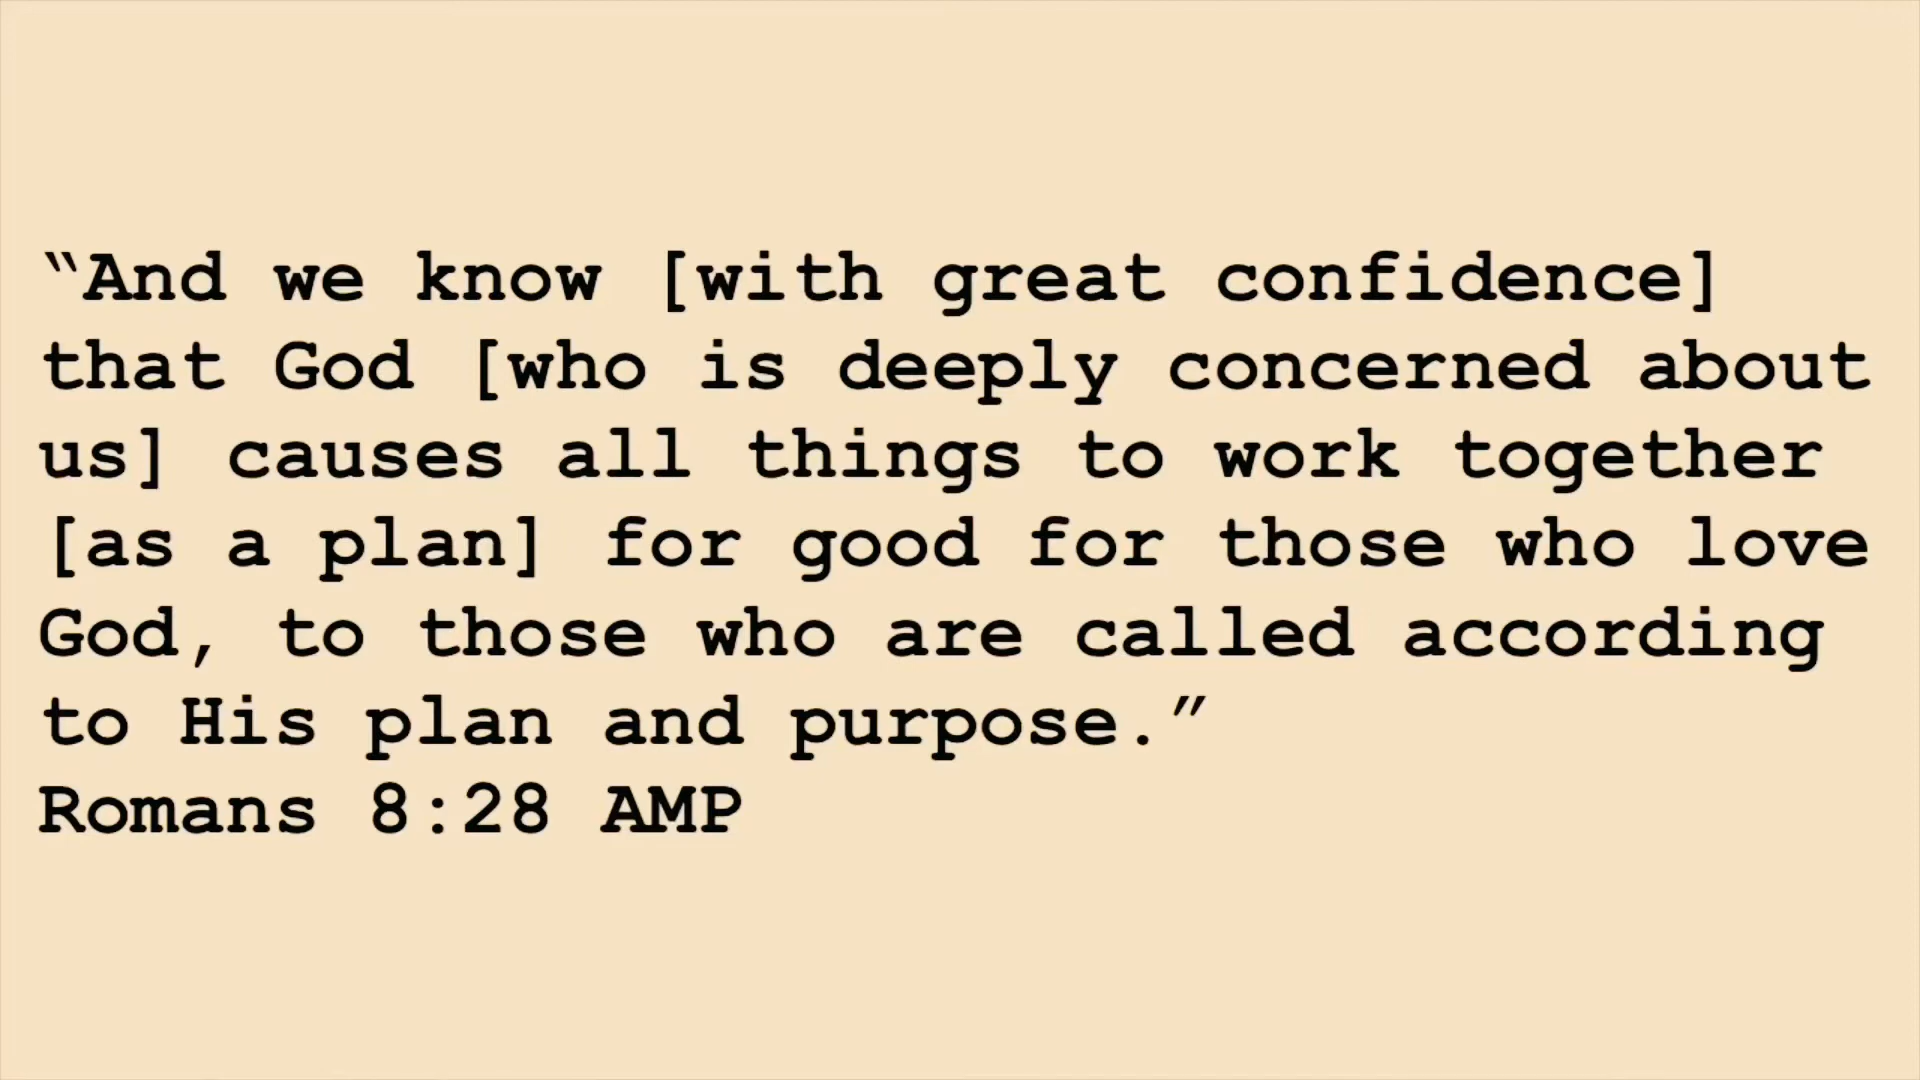 “And we know [with great confidence]
that God [who is deeply concerned about
us] causes all things to work together
[as a plan] for good for those who love
God, to those who are called according
to His plan and purpose.”
Romans 8:28 AMP